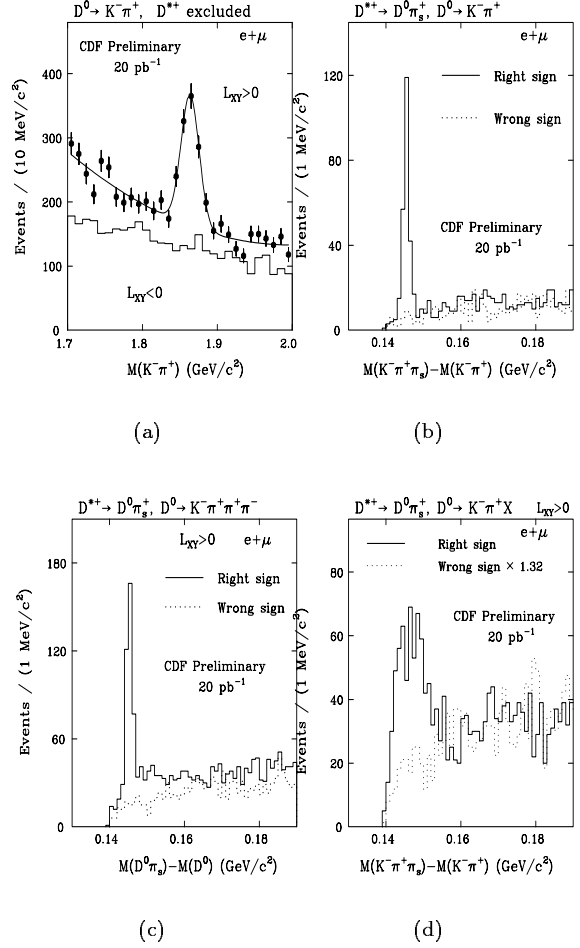 D⁰→ K⁻π⁺, D*⁺ excluded
e+μ
CDF Preliminary
20 pb⁻¹
L_XY>0
L_XY<0
Events / (10 MeV/c²)
400
300
200
100
0
1.7 1.8 1.9 2.0
M(K⁻π⁺) (GeV/c²)
(a)
D*⁺→ D⁰π_s⁺, D⁰→ K⁻π⁺
e+μ
Right sign
Wrong sign
CDF Preliminary
20 pb⁻¹
Events / (1 MeV/c²)
120
80
40
0
0.14 0.16 0.18
M(K⁻π⁺π_s)−M(K⁻π⁺) (GeV/c²)
(b)
D*⁺→ D⁰π_s⁺, D⁰→ K⁻π⁺π⁺π⁻
L_XY>0 e+μ
Right sign
Wrong sign
CDF Preliminary
20 pb⁻¹
Events / (1 MeV/c²)
180
120
60
0
0.14 0.16 0.18
M(D⁰π_s)−M(D⁰) (GeV/c²)
(c)
D*⁺→ D⁰π_s⁺, D⁰→ K⁻π⁺X L_XY>0
e+μ
Right sign
Wrong sign × 1.32
CDF Preliminary
20 pb⁻¹
Events / (1 MeV/c²)
80
60
40
20
0
0.14 0.16 0.18
M(K⁻π⁺π_s)−M(K⁻π⁺) (GeV/c²)
(d)